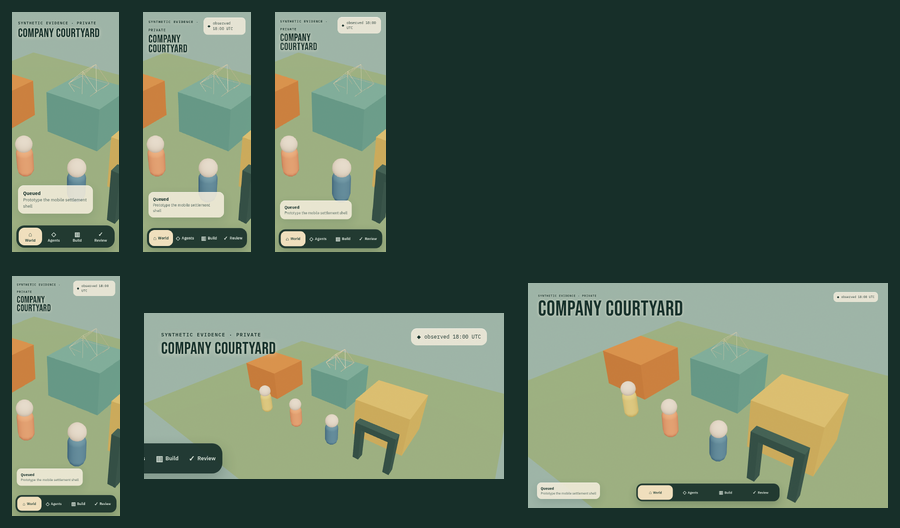 SYNTHETIC EVIDENCE · PRIVATE
COMPANY COURTYARD
Queued
Prototype the mobile settlement
shell
World
Agents
Build
Review
SYNTHETIC EVIDENCE ·
PRIVATE
COMPANY
COURTYARD
◆ observed
18:00 UTC
Queued
Prototype the mobile settlement
shell
World
Agents
Build
Review
SYNTHETIC EVIDENCE ·
PRIVATE
COMPANY
COURTYARD
◆ observed 18:00
UTC
Queued
Prototype the mobile settlement shell
World
Agents
Build
Review
SYNTHETIC EVIDENCE ·
PRIVATE
COMPANY
COURTYARD
◆ observed 18:00
UTC
Queued
Prototype the mobile settlement shell
World
Agents
Build
Review
SYNTHETIC EVIDENCE · PRIVATE
COMPANY COURTYARD
◆ observed 18:00 UTC
Build
Review
SYNTHETIC EVIDENCE · PRIVATE
COMPANY COURTYARD
◆ observed 18:00 UTC
Queued
Prototype the mobile settlement shell
World
Agents
Build
Review